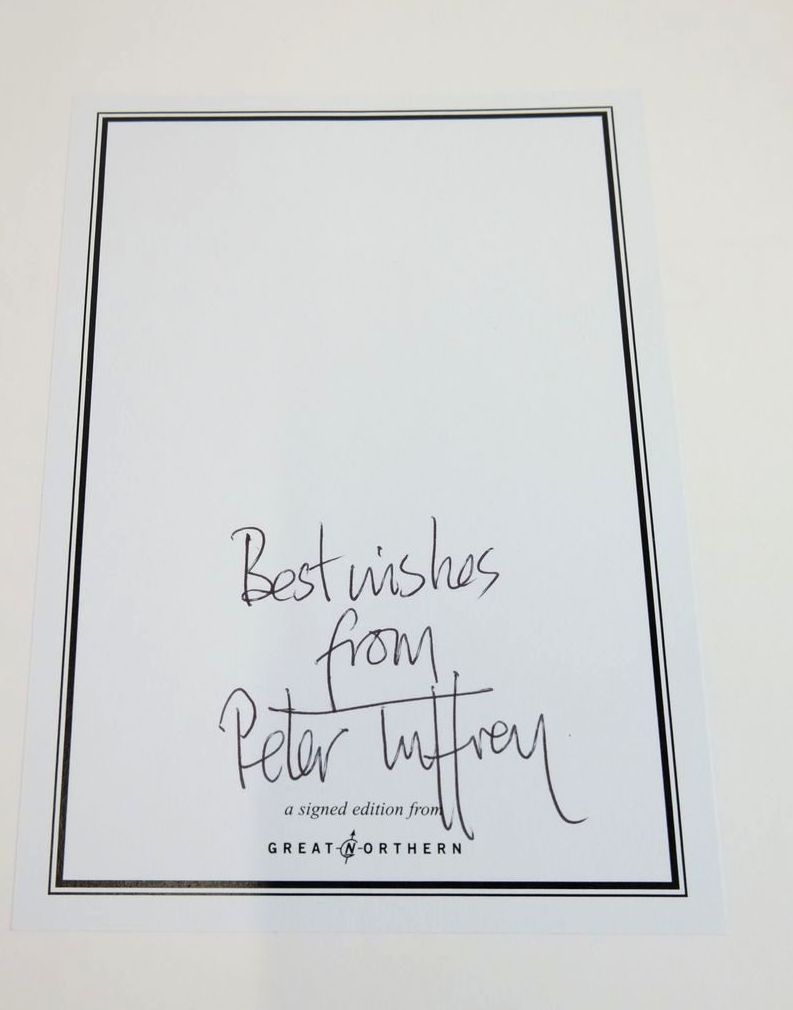 Best wishes
from
Peter Tuffrey
a signed edition from
GREAT NORTHERN